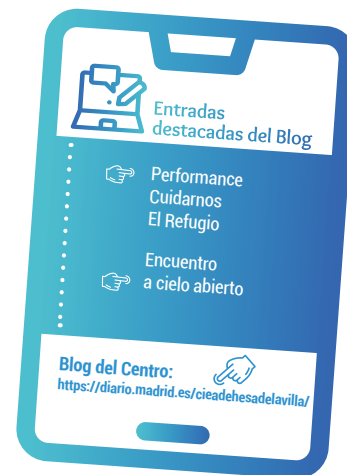 Entradas
destacadas del Blog
Performance
Cuidarnos
El Refugio
Encuentro
a cielo abierto
Blog del Centro:
https://diario.madrid.es/cieadehesadelavilla/